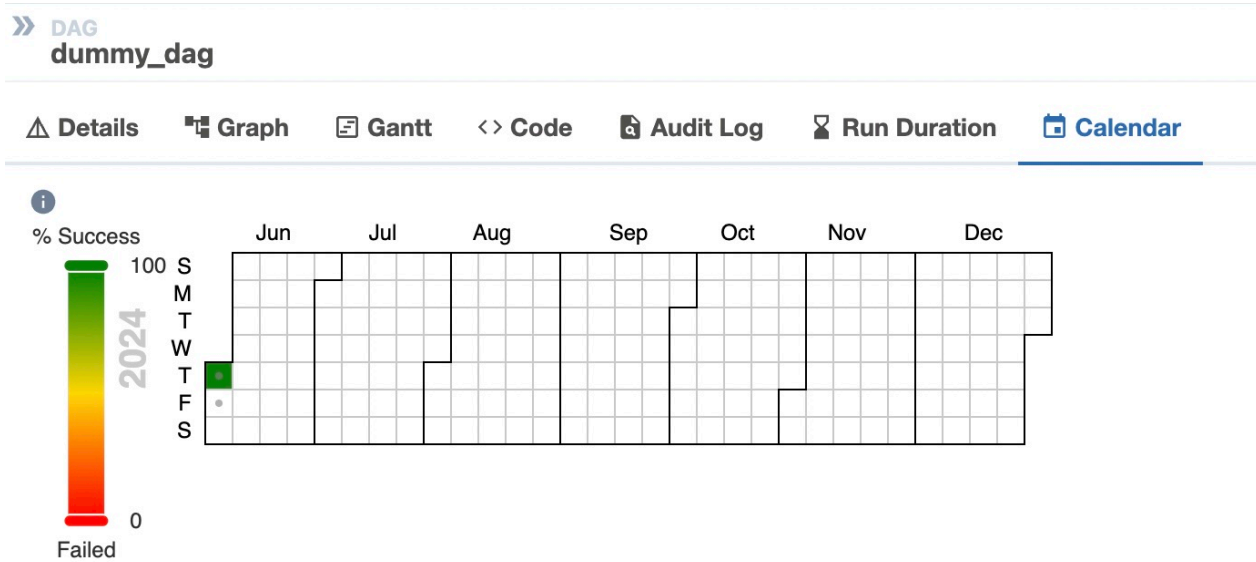 DAG
dummy_dag
Details Graph Gantt Code Audit Log Run Duration Calendar
% Success
Jun Jul Aug Sep Oct Nov Dec
100 S
M
T
W
T
F
S
2024
0
Failed